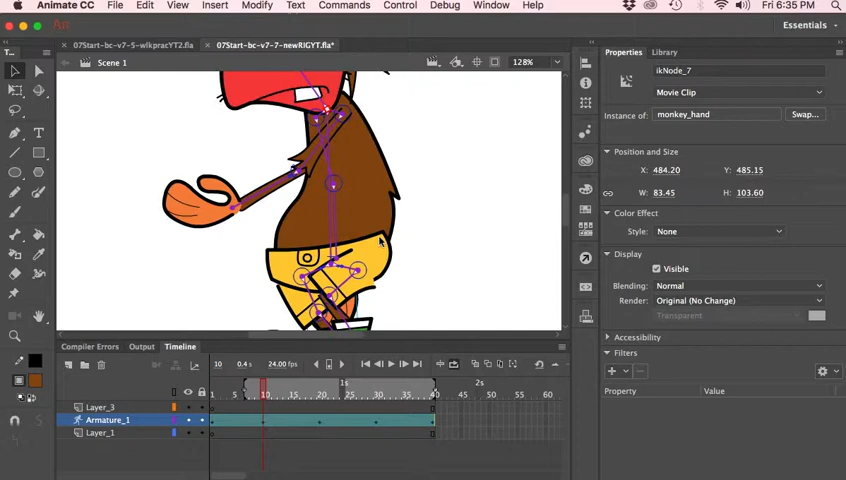 Animate CC File Edit View Insert Modify Text Commands Control Debug Window Help Fri 6:35 PM
An Essentials
07Start-bc-v7-5-wlkpracYT2.fla 07Start-bc-v7-7-newRIGYT.fla*
Scene 1 128%
Properties Library
ikNode_7
Movie Clip
Instance of: monkey_hand Swap...
Position and Size
X: 484.20 Y: 485.15
W: 83.45 H: 103.60
Color Effect
Style: None
Display
Visible
Blending: Normal
Render: Original (No Change)
Transparent
Accessibility
Filters
Property Value
Compiler Errors Output Timeline
10 0.4 s 24.00 fps
1s 2s
1 5 10 15 20 25 30 35 40 45 50 55 60
Layer_3
Armature_1
Layer_1